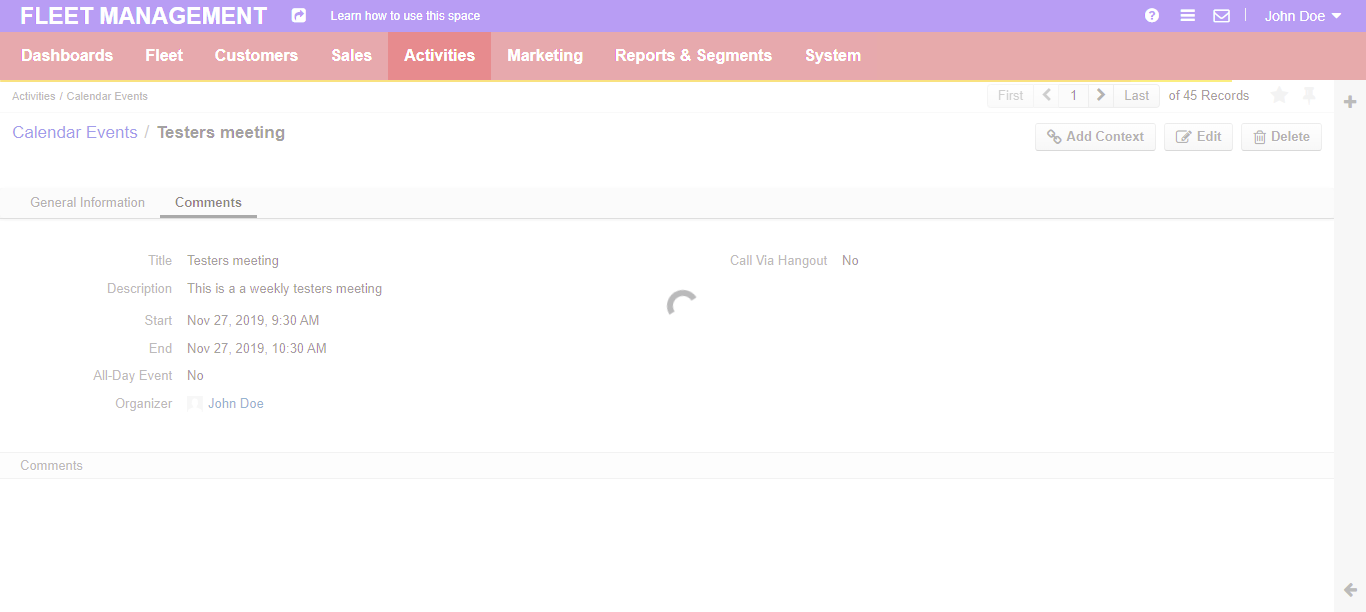 FLEET MANAGEMENT Learn how to use this space ? John Doe
Dashboards Fleet Customers Sales Activities Marketing Reports & Segments System
Activities / Calendar Events First 1 Last of 45 Records
Calendar Events / Testers meeting Add Context Edit Delete
General Information Comments
Title Testers meeting Call Via Hangout No
Description This is a a weekly testers meeting
Start Nov 27, 2019, 9:30 AM
End Nov 27, 2019, 10:30 AM
All-Day Event No
Organizer John Doe
Comments